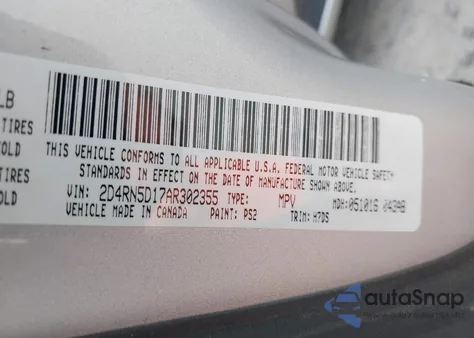 LB
TIRES
OLD
TIRES
OLD
THIS VEHICLE CONFORMS TO ALL APPLICABLE U.S.A. FEDERAL MOTOR VEHICLE SAFETY
STANDARDS IN EFFECT ON THE DATE OF MANUFACTURE SHOWN ABOVE.
VIN: 2D4RN5D17AR302355 TYPE: MPV MDH: 051016 043AB
VEHICLE MADE IN CANADA PAINT: PS2 TRIM: H7DS
autoSnap